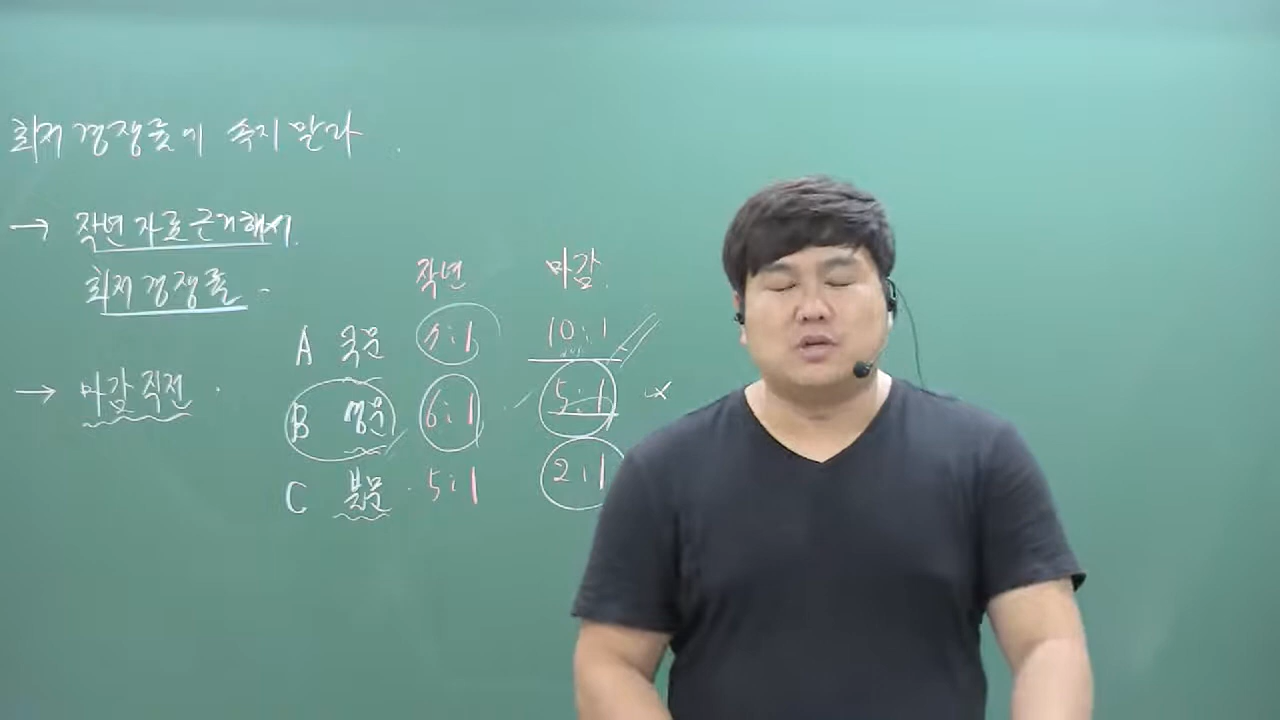 최저 경쟁률에 속지 말라.
→ 작년 자료 근거해서.
최저 경쟁률
작년 마감.
A 국문 :1 10:1
→ 마감 직전.
B 영문 6:1 5:1
C 불문 5:1 2:1